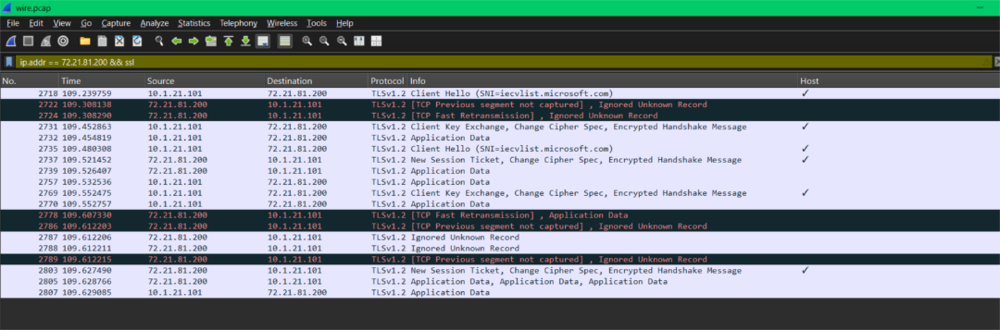 wire.pcap
File Edit View Go Capture Analyze Statistics Telephony Wireless Tools Help
ip.addr == 72.21.81.200 && ssl
No. Time Source Destination Protocol Info Host
2718 109.239759 10.1.21.101 72.21.81.200 TLSv1.2 Client Hello (SNI=iecvlist.microsoft.com) ✓
2722 109.308138 72.21.81.200 10.1.21.101 TLSv1.2 [TCP Previous segment not captured] , Ignored Unknown Record
2724 109.308290 72.21.81.200 10.1.21.101 TLSv1.2 [TCP Fast Retransmission] , Ignored Unknown Record
2731 109.452863 10.1.21.101 72.21.81.200 TLSv1.2 Client Key Exchange, Change Cipher Spec, Encrypted Handshake Message ✓
2732 109.454819 10.1.21.101 72.21.81.200 TLSv1.2 Application Data
2735 109.480308 10.1.21.101 72.21.81.200 TLSv1.2 Client Hello (SNI=iecvlist.microsoft.com) ✓
2737 109.521452 72.21.81.200 10.1.21.101 TLSv1.2 New Session Ticket, Change Cipher Spec, Encrypted Handshake Message ✓
2739 109.526407 72.21.81.200 10.1.21.101 TLSv1.2 Application Data
2757 109.532536 10.1.21.101 72.21.81.200 TLSv1.2 Application Data
2769 109.552475 10.1.21.101 72.21.81.200 TLSv1.2 Client Key Exchange, Change Cipher Spec, Encrypted Handshake Message ✓
2770 109.552757 10.1.21.101 72.21.81.200 TLSv1.2 Application Data
2778 109.607330 72.21.81.200 10.1.21.101 TLSv1.2 [TCP Fast Retransmission] , Application Data
2786 109.612203 72.21.81.200 10.1.21.101 TLSv1.2 [TCP Previous segment not captured] , Ignored Unknown Record
2787 109.612206 72.21.81.200 10.1.21.101 TLSv1.2 Ignored Unknown Record
2788 109.612211 72.21.81.200 10.1.21.101 TLSv1.2 Ignored Unknown Record
2789 109.612215 72.21.81.200 10.1.21.101 TLSv1.2 [TCP Previous segment not captured] , Ignored Unknown Record
2803 109.627490 72.21.81.200 10.1.21.101 TLSv1.2 New Session Ticket, Change Cipher Spec, Encrypted Handshake Message ✓
2805 109.628766 72.21.81.200 10.1.21.101 TLSv1.2 Application Data, Application Data, Application Data
2807 109.629085 10.1.21.101 72.21.81.200 TLSv1.2 Application Data